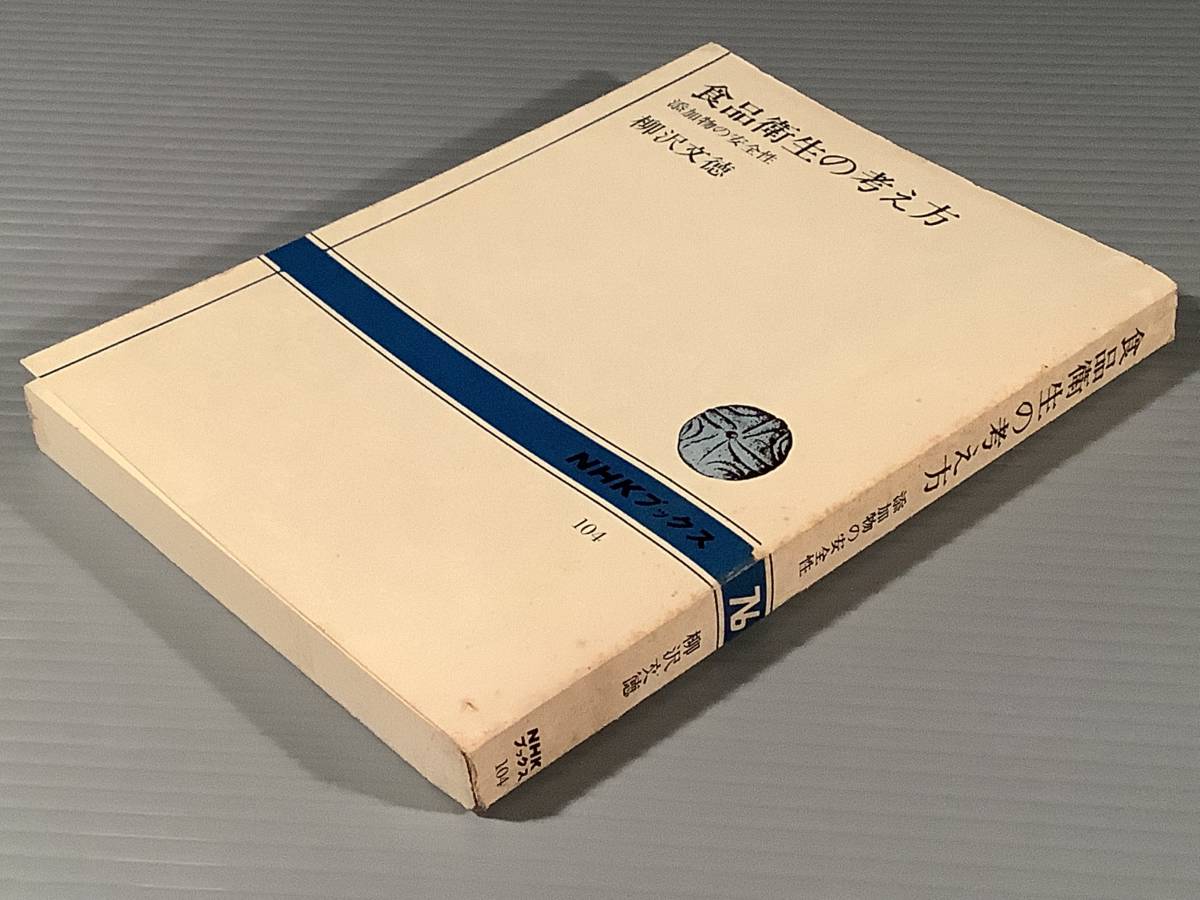 食品衛生の考え方
添加物の安全性
柳沢文徳
NHKブックス
104
食品衛生の考え方
添加物の安全性
柳沢文徳
NHK
ブックス
104